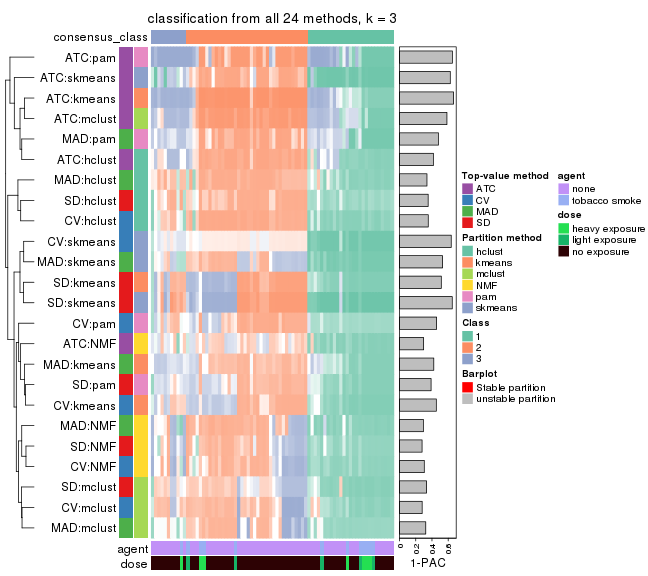 classification from all 24 methods, k = 3
consensus_class
ATC:pam
ATC:skmeans
ATC:kmeans
ATC:mclust
MAD:pam
ATC:hclust
MAD:hclust
SD:hclust
CV:hclust
CV:skmeans
MAD:skmeans
SD:kmeans
SD:skmeans
CV:pam
ATC:NMF
MAD:kmeans
SD:pam
CV:kmeans
MAD:NMF
SD:NMF
CV:NMF
SD:mclust
CV:mclust
MAD:mclust
agent
dose
0 0.2 0.4 0.6
1-PAC
Top-value method
ATC
CV
MAD
SD
Partition method
hclust
kmeans
mclust
NMF
pam
skmeans
Class
1
2
3
Barplot
Stable partition
unstable partition
agent
none
tobacco smoke
dose
heavy exposure
light exposure
no exposure